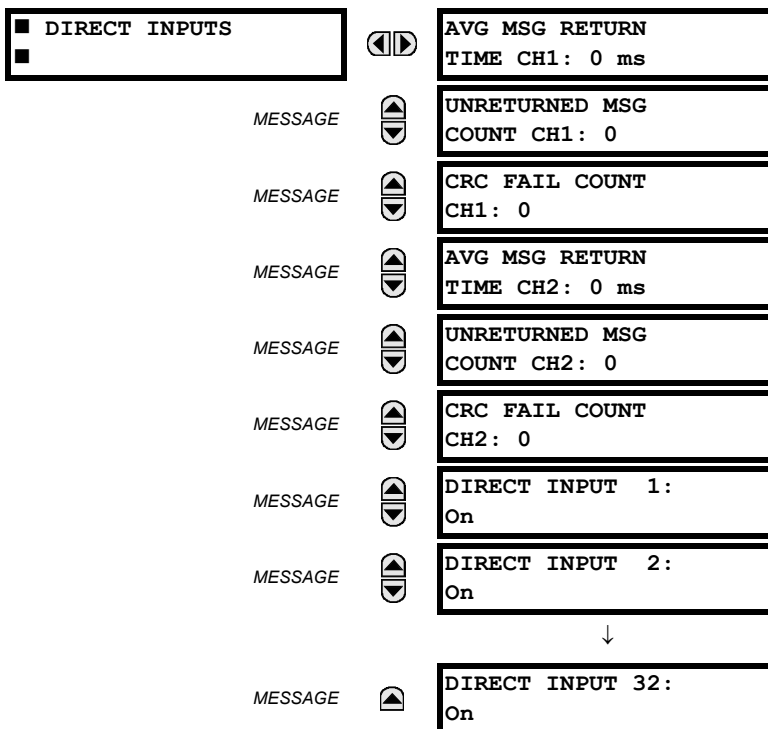 ■ DIRECT INPUTS
■
AVG MSG RETURN
TIME CH1: 0 ms
MESSAGE
UNRETURNED MSG
COUNT CH1: 0
MESSAGE
CRC FAIL COUNT
CH1: 0
MESSAGE
AVG MSG RETURN
TIME CH2: 0 ms
MESSAGE
UNRETURNED MSG
COUNT CH2: 0
MESSAGE
CRC FAIL COUNT
CH2: 0
MESSAGE
DIRECT INPUT  1:
On
MESSAGE
DIRECT INPUT  2:
On
↓
MESSAGE
DIRECT INPUT 32:
On